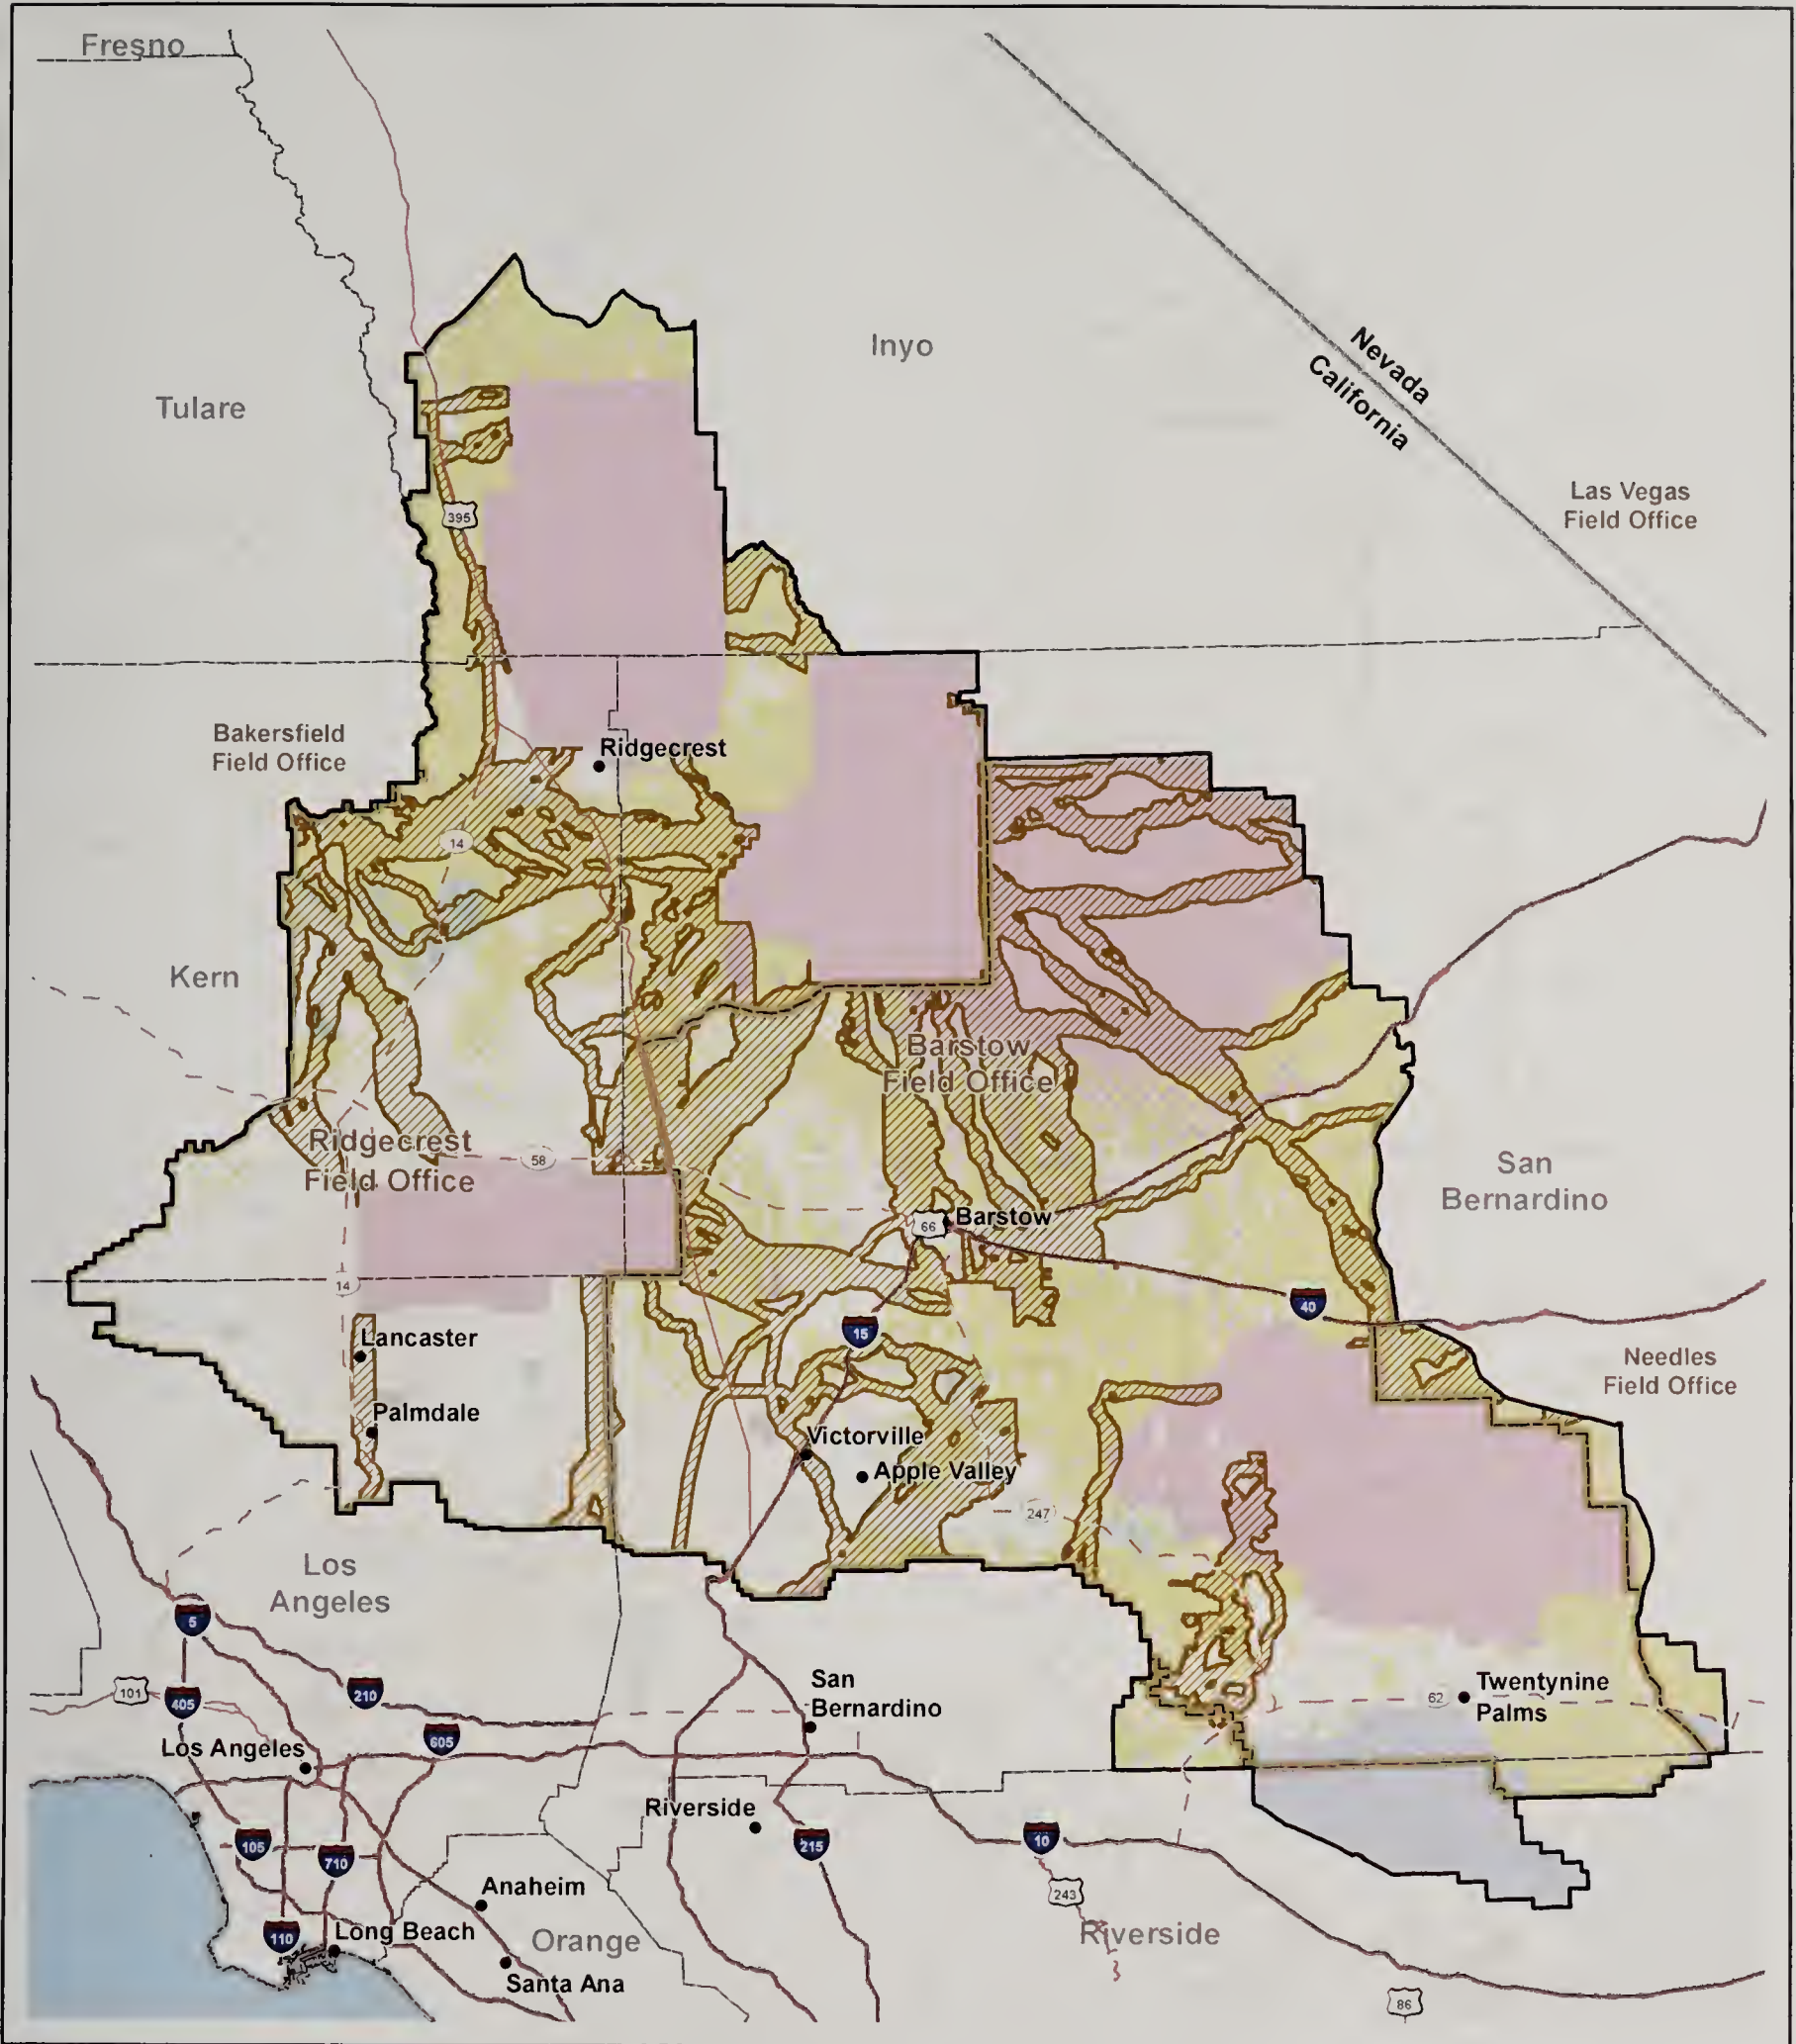 Fresno
Inyo
Nevada
California
Tulare
Las Vegas
Field Office
395
Bakersfield
Field Office
Ridgecrest
14
Kern
Barstow
Field Office
Ridgecrest
Field Office
58
San
Bernardino
66
Barstow
14
40
15
Lancaster
Needles
Field Office
Palmdale
Victorville
Apple Valley
247
Los
Angeles
5
101
405
210
San
Bernardino
62
Twentynine
Palms
605
Los Angeles
Riverside
105
710
215
10
Anaheim
243
110
Long Beach
Orange
Riverside
Santa Ana
86